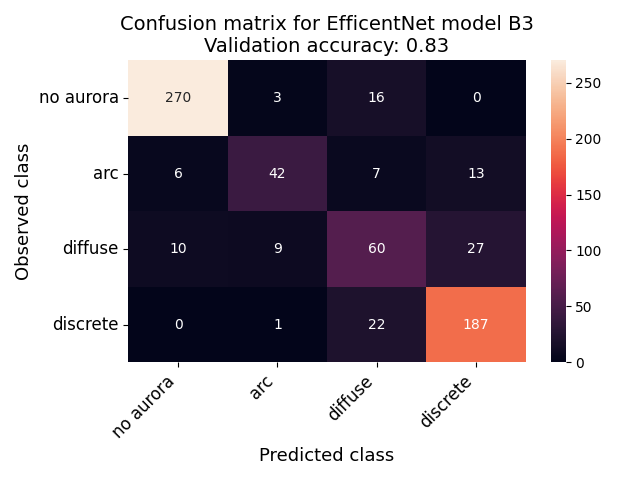 Confusion matrix for EfficentNet model B3
Validation accuracy: 0.83
Observed class
no aurora 270 3 16 0
arc 6 42 7 13
diffuse 10 9 60 27
discrete 0 1 22 187
no aurora arc diffuse discrete
Predicted class
250
200
150
100
50
0